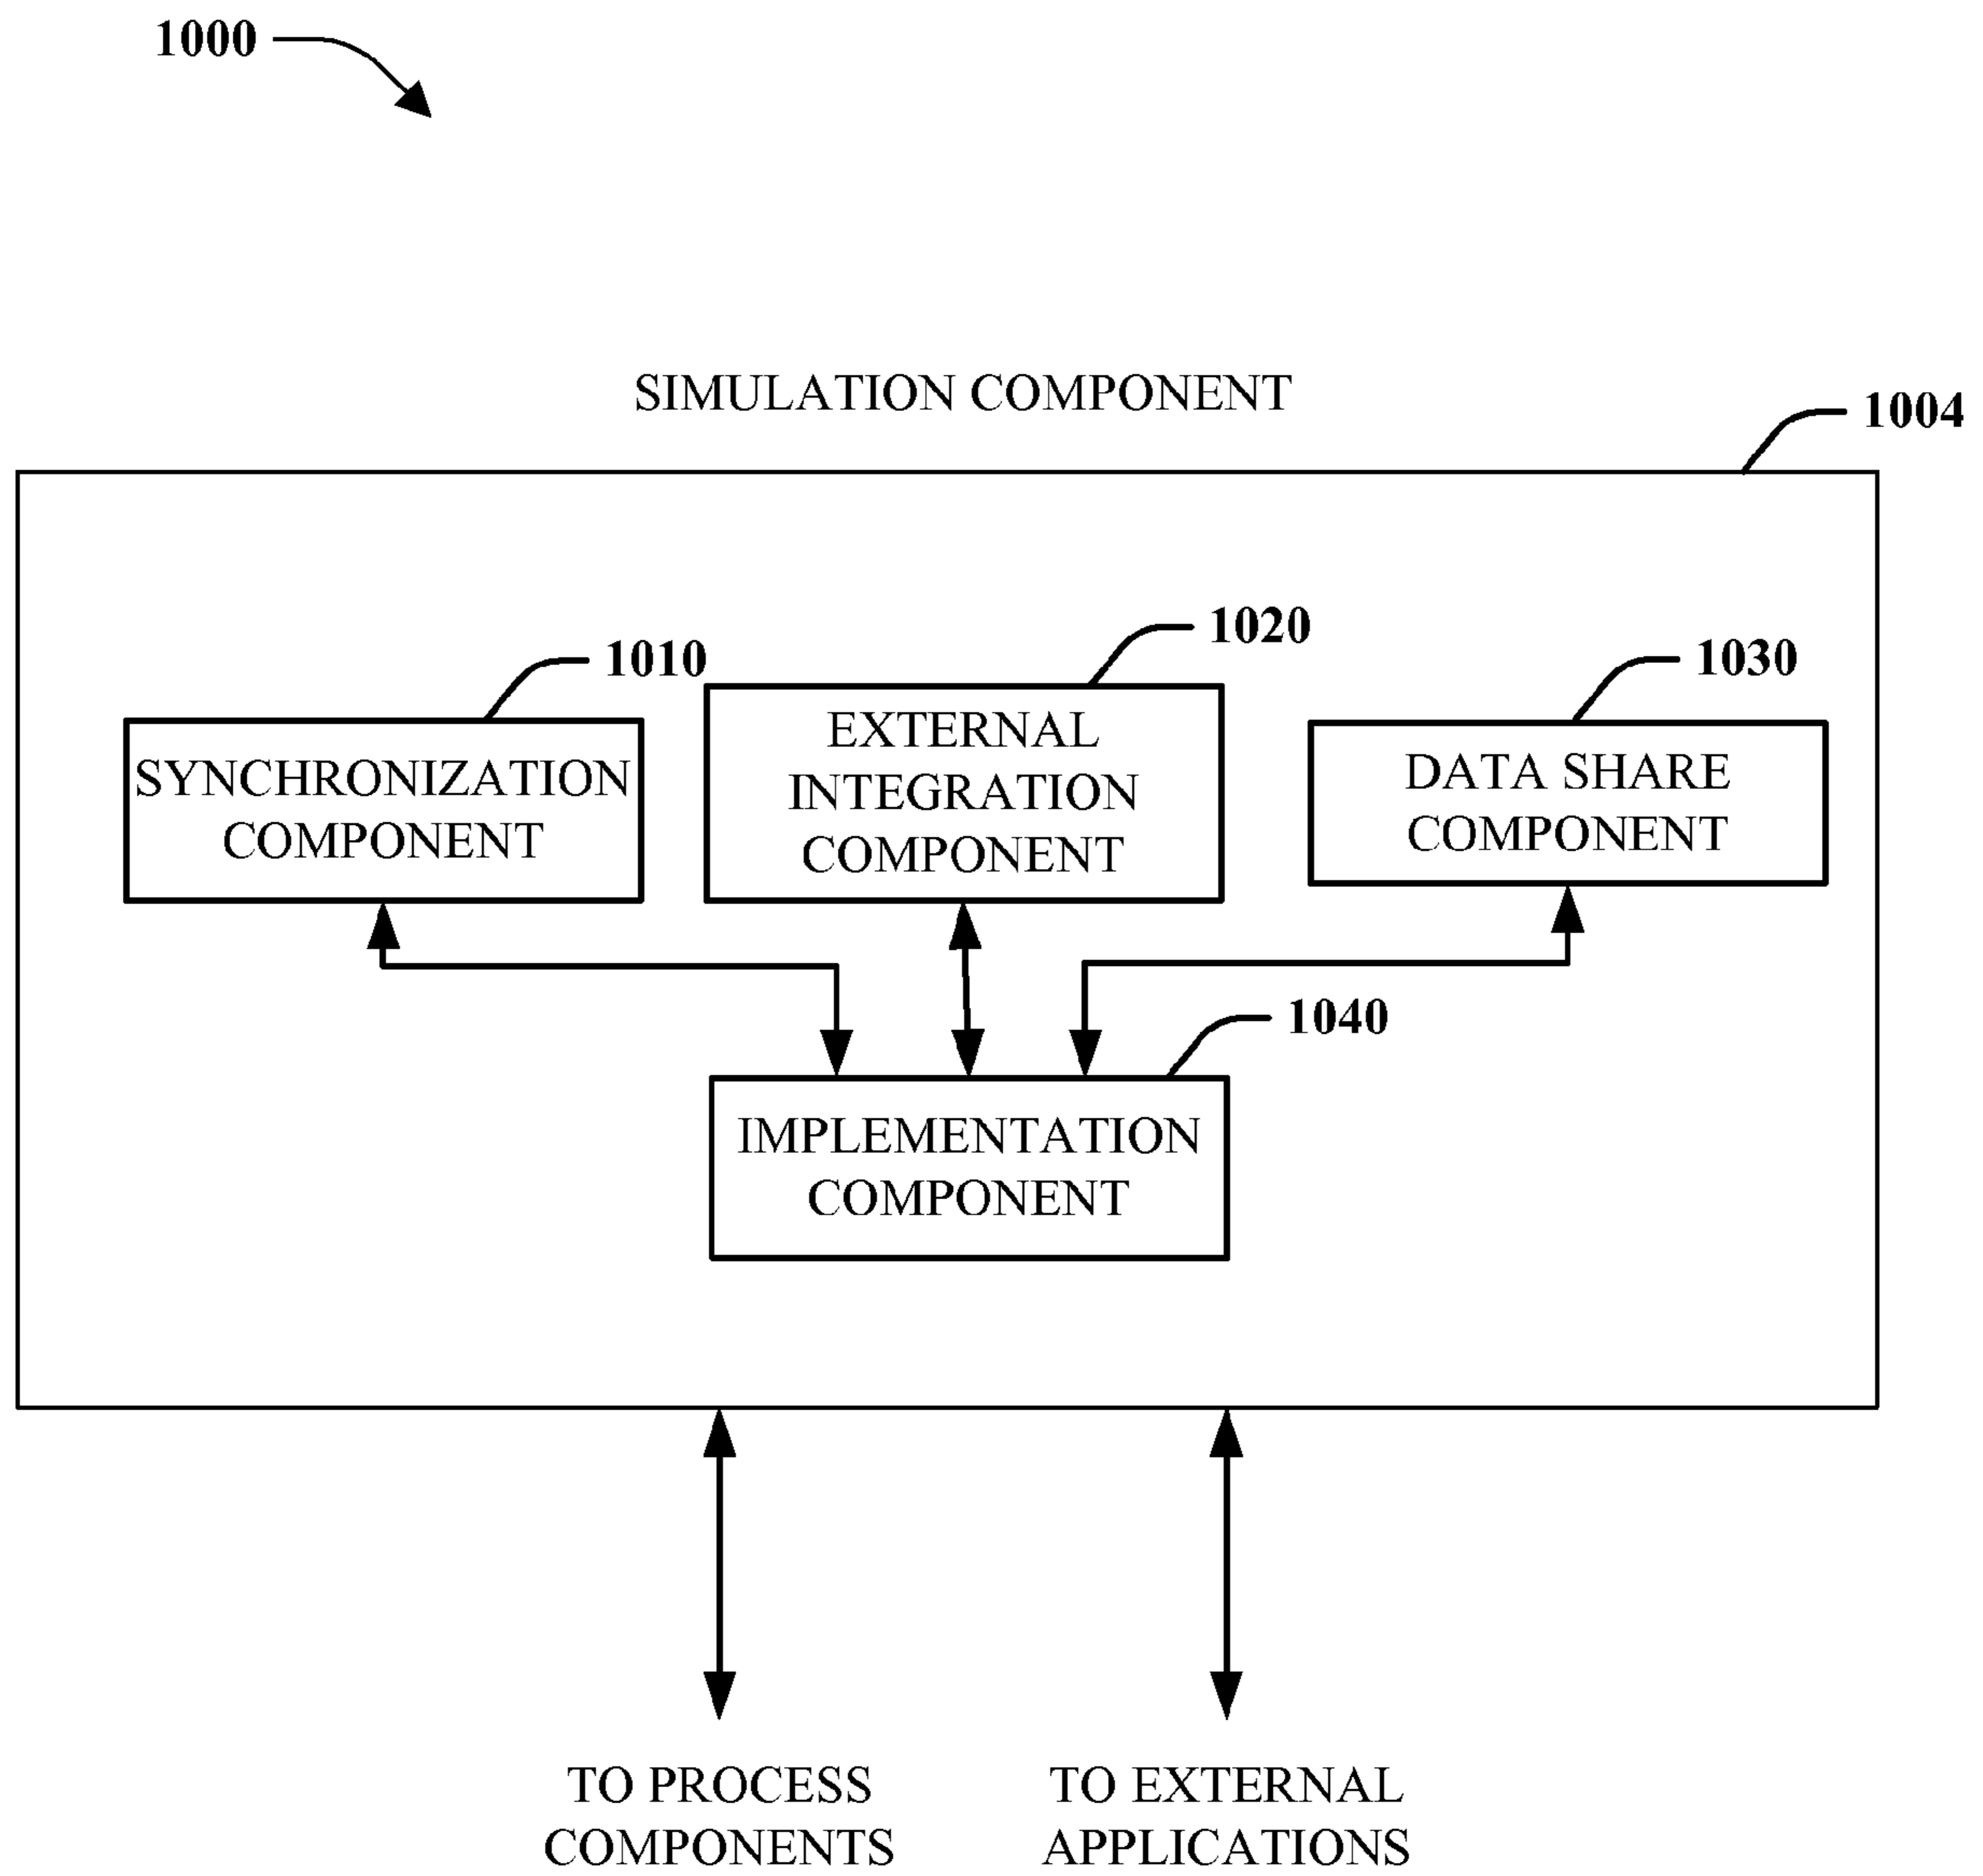 1000
SIMULATION COMPONENT
1004
1010
1020
1030
SYNCHRONIZATION
COMPONENT
EXTERNAL
INTEGRATION
COMPONENT
DATA SHARE
COMPONENT
1040
IMPLEMENTATION
COMPONENT
TO PROCESS
COMPONENTS
TO EXTERNAL
APPLICATIONS